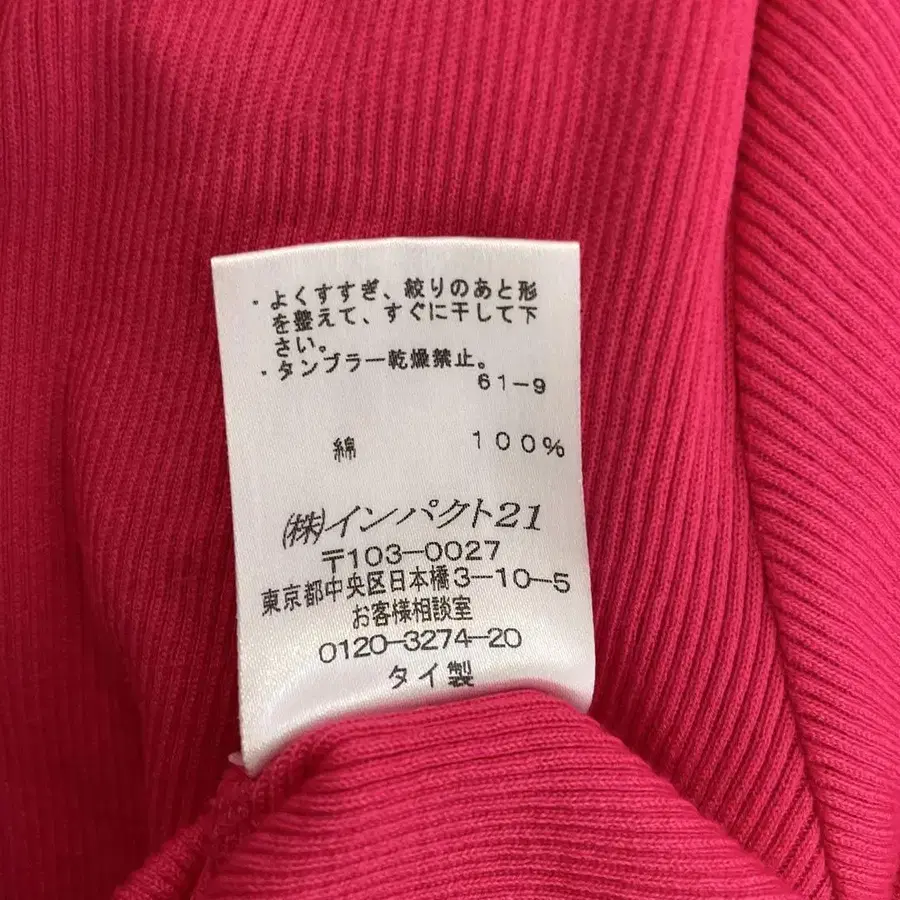 ・よくすすぎ、絞りのあと形
を整えて、すぐに干して下
さい。
・タンブラー乾燥禁止。
61-9
綿 100%
(株)インパクト21
〒103-0027
東京都中央区日本橋3-10-5
お客様相談室
0120-3274-20
タイ製